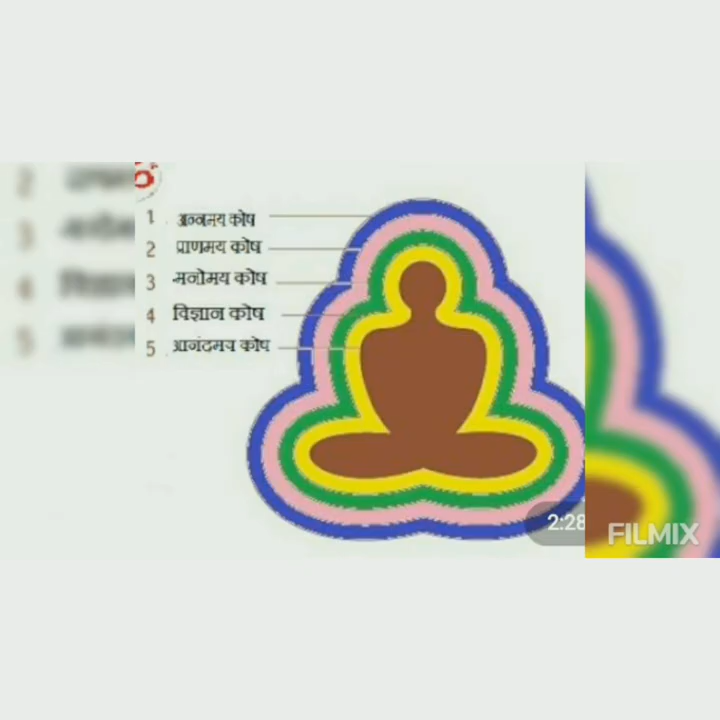 1 अन्नमय कोष
2 प्राणमय कोष
3 मनोमय कोष
4 विज्ञान कोष
5 आनंदमय कोष
2:28
FILMIX